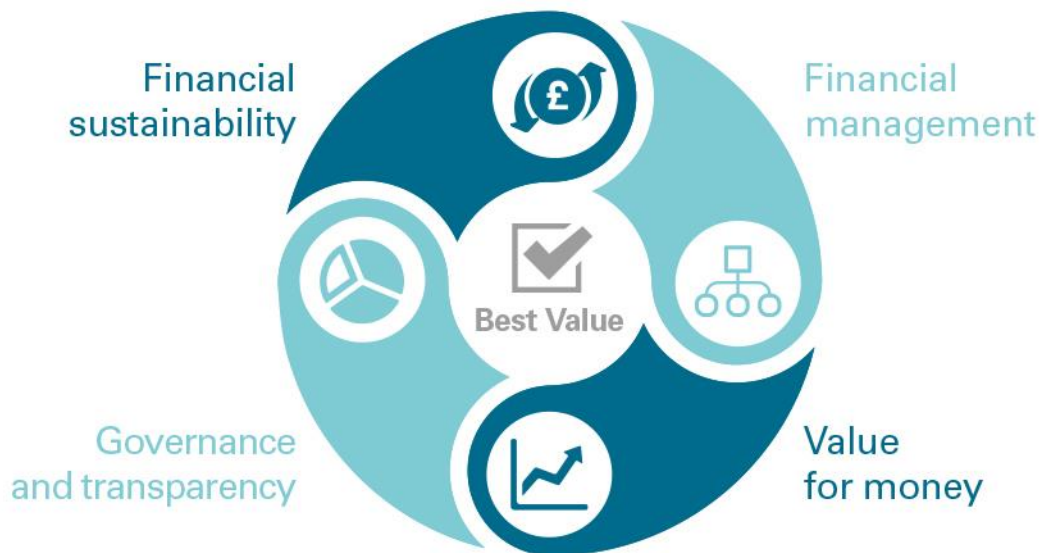 Financial
sustainability
£
Financial
management
Best Value
Governance
and transparency
Value
for money